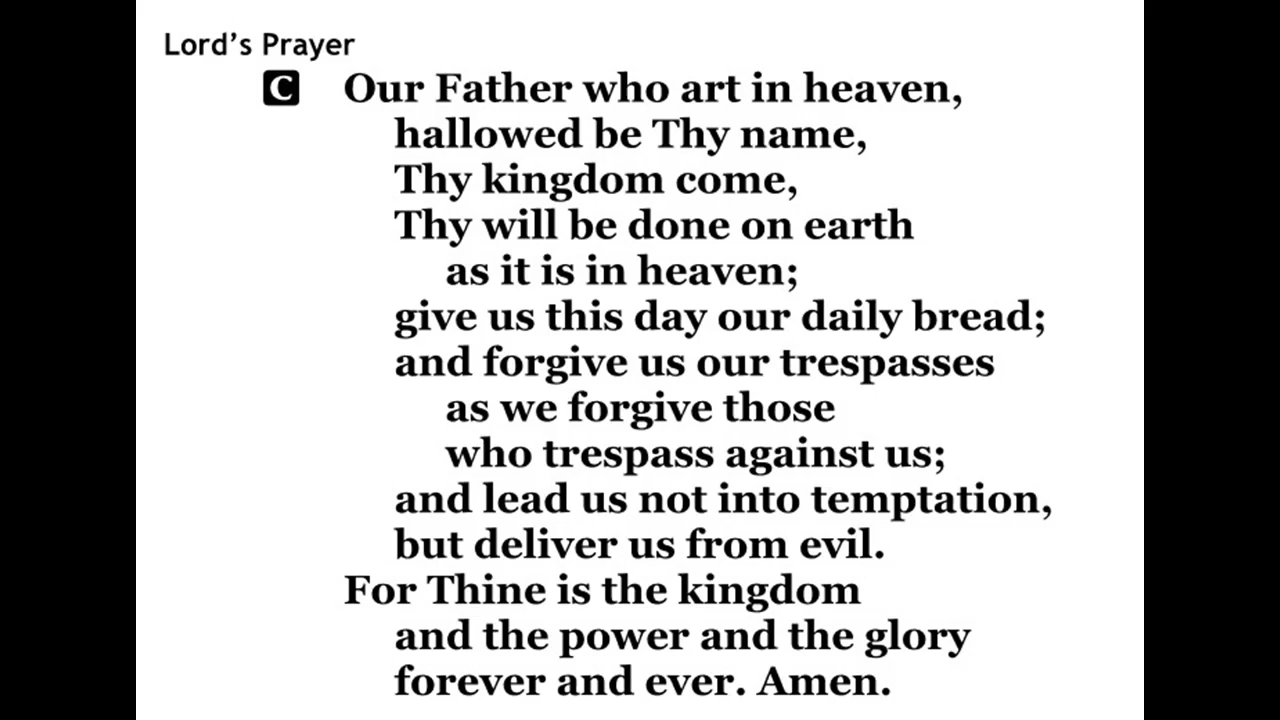 Lord's Prayer
C Our Father who art in heaven,
hallowed be Thy name,
Thy kingdom come,
Thy will be done on earth
as it is in heaven;
give us this day our daily bread;
and forgive us our trespasses
as we forgive those
who trespass against us;
and lead us not into temptation,
but deliver us from evil.
For Thine is the kingdom
and the power and the glory
forever and ever. Amen.